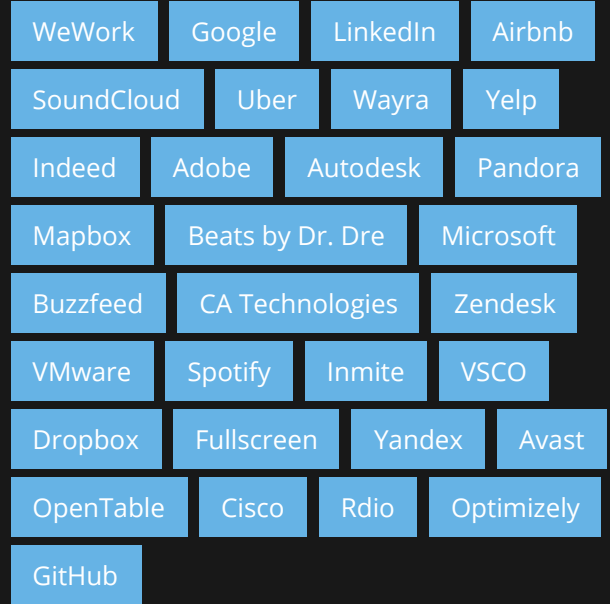 WeWork Google LinkedIn Airbnb
SoundCloud Uber Wayra Yelp
Indeed Adobe Autodesk Pandora
Mapbox Beats by Dr. Dre Microsoft
Buzzfeed CA Technologies Zendesk
VMware Spotify Inmite VSCO
Dropbox Fullscreen Yandex Avast
OpenTable Cisco Rdio Optimizely
GitHub